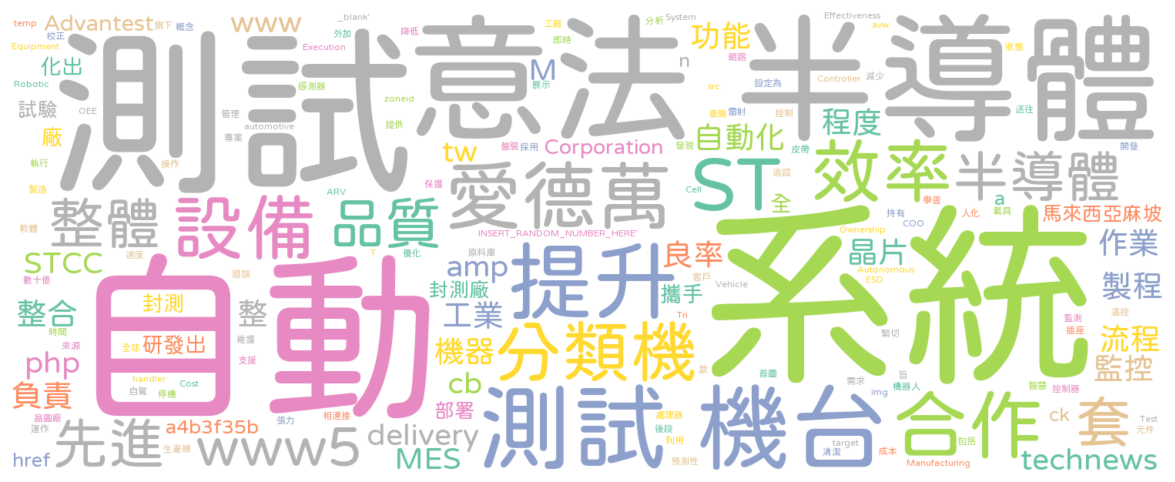 測試
意法
半導體
系統
自動
www
Advantest
temp
旗下
概念
校正
Equipment
化出
Robotic
試驗
OEE
廠
執行
製造
軟體
操作
管理
專案
automotive
_blank'
外加
Execution
感測器
降低
工廠
即時
展示
分析
System
zoneid
提供
M
n
功能
網路
src
Effectiveness
avw
狀態
Controller
減少
設定為
雷射
控制
送往
開發
自動化
程度
皮帶
發現
tw
盤裝
採用
Corporation
保護
ARV
愛德萬
ST
Cell
全
效率
半導體
學習
a
載具
馬來西亞麻坡
人化
持有
COO
Ownership
INSERT_RANDOM_NUMBER_HERE'
整體
設備
品質
T
優化
原料庫
速度
STCC
數十億
錯誤
amp
提升
良率
客戶
晶片
Autonomous
ESD
作業
封測廠
攜手
Vehicle
製程
整合
封測
整
工業
Tri
緊切
監測
插座
溫控
時間
來源
全球
研發出
維護
支援
機器
分類機
流程
php
款
首圖
旨
機器人
智慧
控制器
監控
負責
handler
自駕
停機
Cost
cb
部署
測試
機台
處理器
後段
利用
需求
img
合作
套
ck
Test
元件
晶圓廠
運作
張力
相連接
a4b3f35b
先進
www5
生產線
delivery
MES
預測性
target
清潔
成本
包括
Manufacturing
href
technews